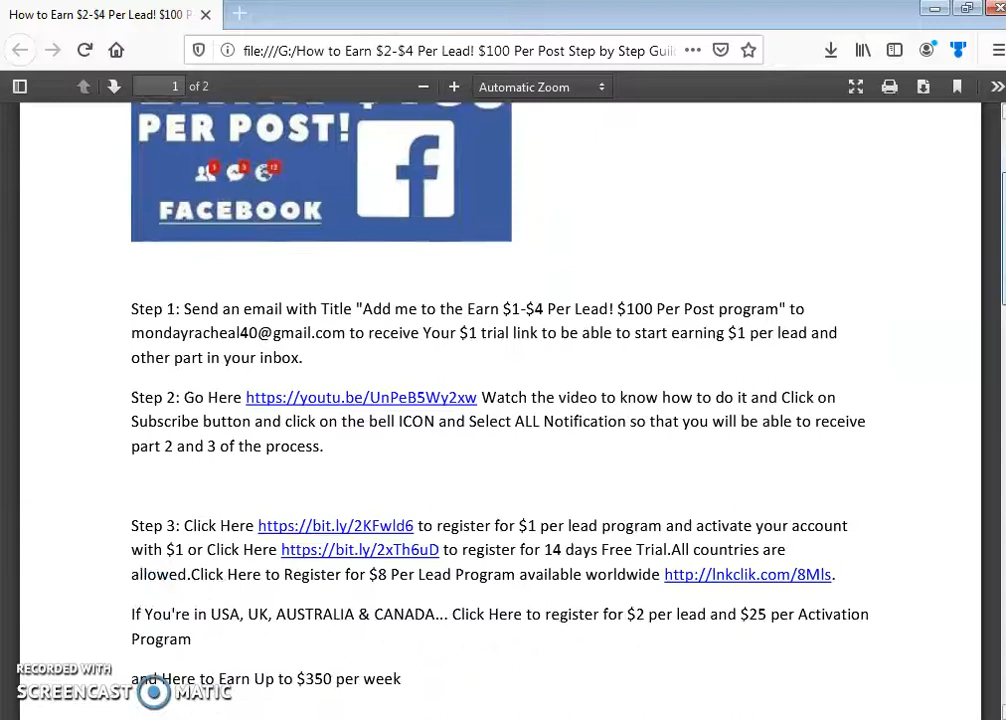 How to Earn $2-$4 Per Lead! $100 P
file:///G:/How to Earn $2-$4 Per Lead! $100 Per Post Step by Step Guid
1 of 2
Automatic Zoom
PER POST!
FACEBOOK
Step 1: Send an email with Title "Add me to the Earn $1-$4 Per Lead! $100 Per Post program" to
mondayracheal40@gmail.com to receive Your $1 trial link to be able to start earning $1 per lead and
other part in your inbox.
Step 2: Go Here https://youtu.be/UnPeB5Wy2xw Watch the video to know how to do it and Click on
Subscribe button and click on the bell ICON and Select ALL Notification so that you will be able to receive
part 2 and 3 of the process.
Step 3: Click Here https://bit.ly/2KFwld6 to register for $1 per lead program and activate your account
with $1 or Click Here https://bit.ly/2xTh6uD to register for 14 days Free Trial.All countries are
allowed.Click Here to Register for $8 Per Lead Program available worldwide http://lnkclik.com/8Mls.
If You're in USA, UK, AUSTRALIA & CANADA... Click Here to register for $2 per lead and $25 per Activation
Program
and Here to Earn Up to $350 per week
RECORDED WITH
SCREENCAST MATIC